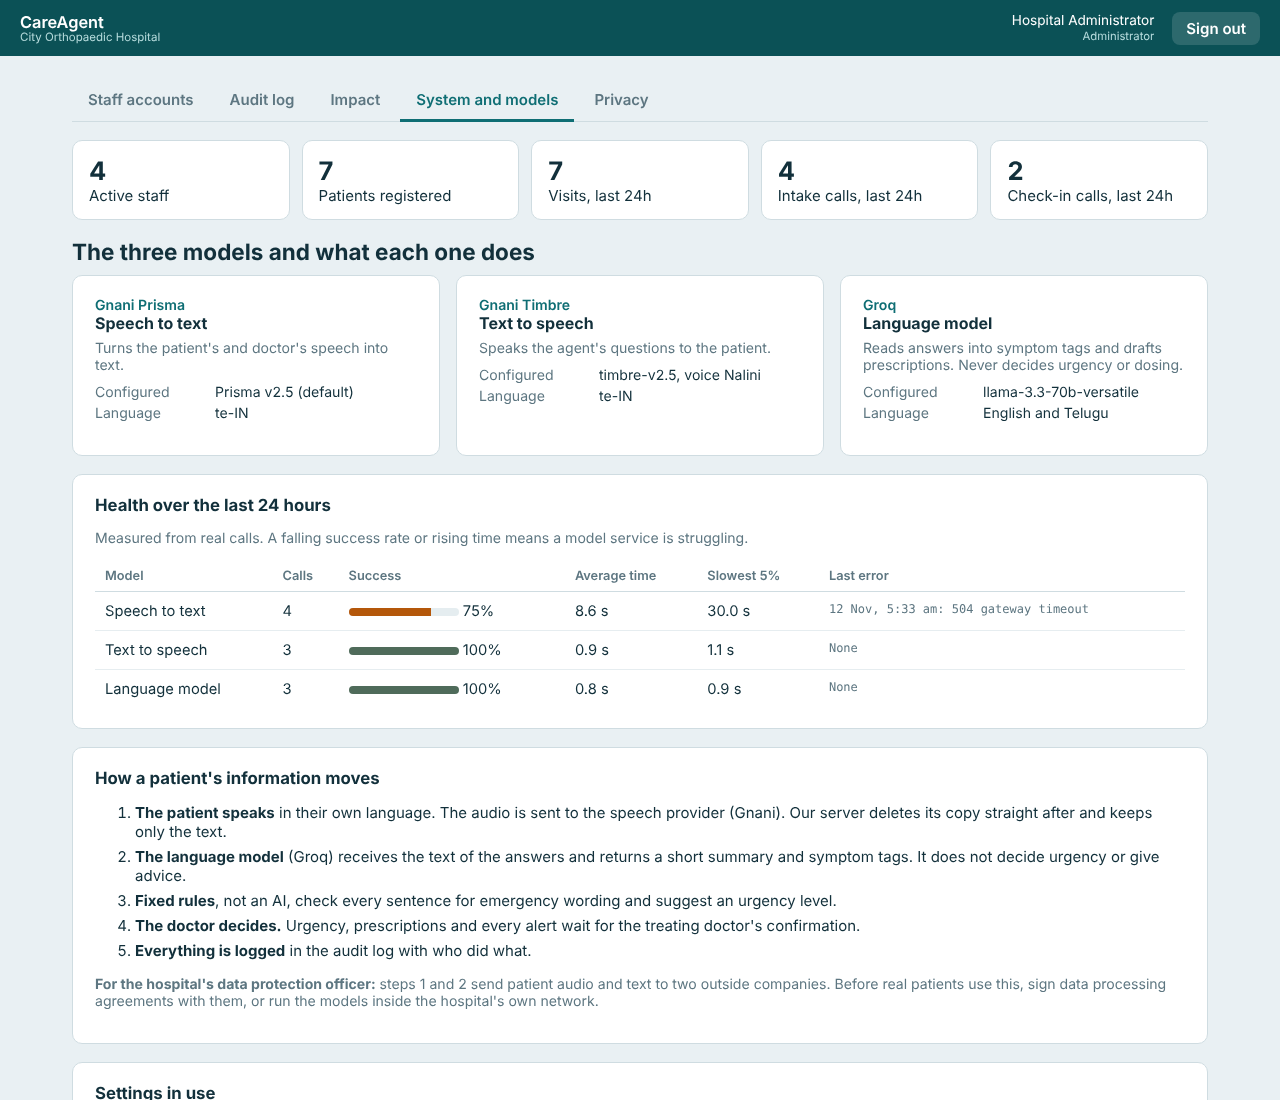 CareAgent
City Orthopaedic Hospital
Hospital Administrator
Administrator
Sign out
Staff accounts
Audit log
Impact
System and models
Privacy
4
Active staff
7
Patients registered
7
Visits, last 24h
4
Intake calls, last 24h
2
Check-in calls, last 24h
The three models and what each one does
Gnani Prisma
Speech to text
Turns the patient's and doctor's speech into
text.
Configured Prisma v2.5 (default)
Language te-IN
Gnani Timbre
Text to speech
Speaks the agent's questions to the patient.
Configured timbre-v2.5, voice Nalini
Language te-IN
Groq
Language model
Reads answers into symptom tags and drafts
prescriptions. Never decides urgency or dosing.
Configured llama-3.3-70b-versatile
Language English and Telugu
Health over the last 24 hours
Measured from real calls. A falling success rate or rising time means a model service is struggling.
Model Calls Success Average time Slowest 5% Last error
Speech to text 4 75% 8.6 s 30.0 s 12 Nov, 5:33 am: 504 gateway timeout
Text to speech 3 100% 0.9 s 1.1 s None
Language model 3 100% 0.8 s 0.9 s None
How a patient's information moves
1. The patient speaks in their own language. The audio is sent to the speech provider (Gnani). Our server deletes its copy straight after and keeps
only the text.
2. The language model (Groq) receives the text of the answers and returns a short summary and symptom tags. It does not decide urgency or give
advice.
3. Fixed rules, not an AI, check every sentence for emergency wording and suggest an urgency level.
4. The doctor decides. Urgency, prescriptions and every alert wait for the treating doctor's confirmation.
5. Everything is logged in the audit log with who did what.
For the hospital's data protection officer: steps 1 and 2 send patient audio and text to two outside companies. Before real patients use this, sign data processing
agreements with them, or run the models inside the hospital's own network.
Settings in use